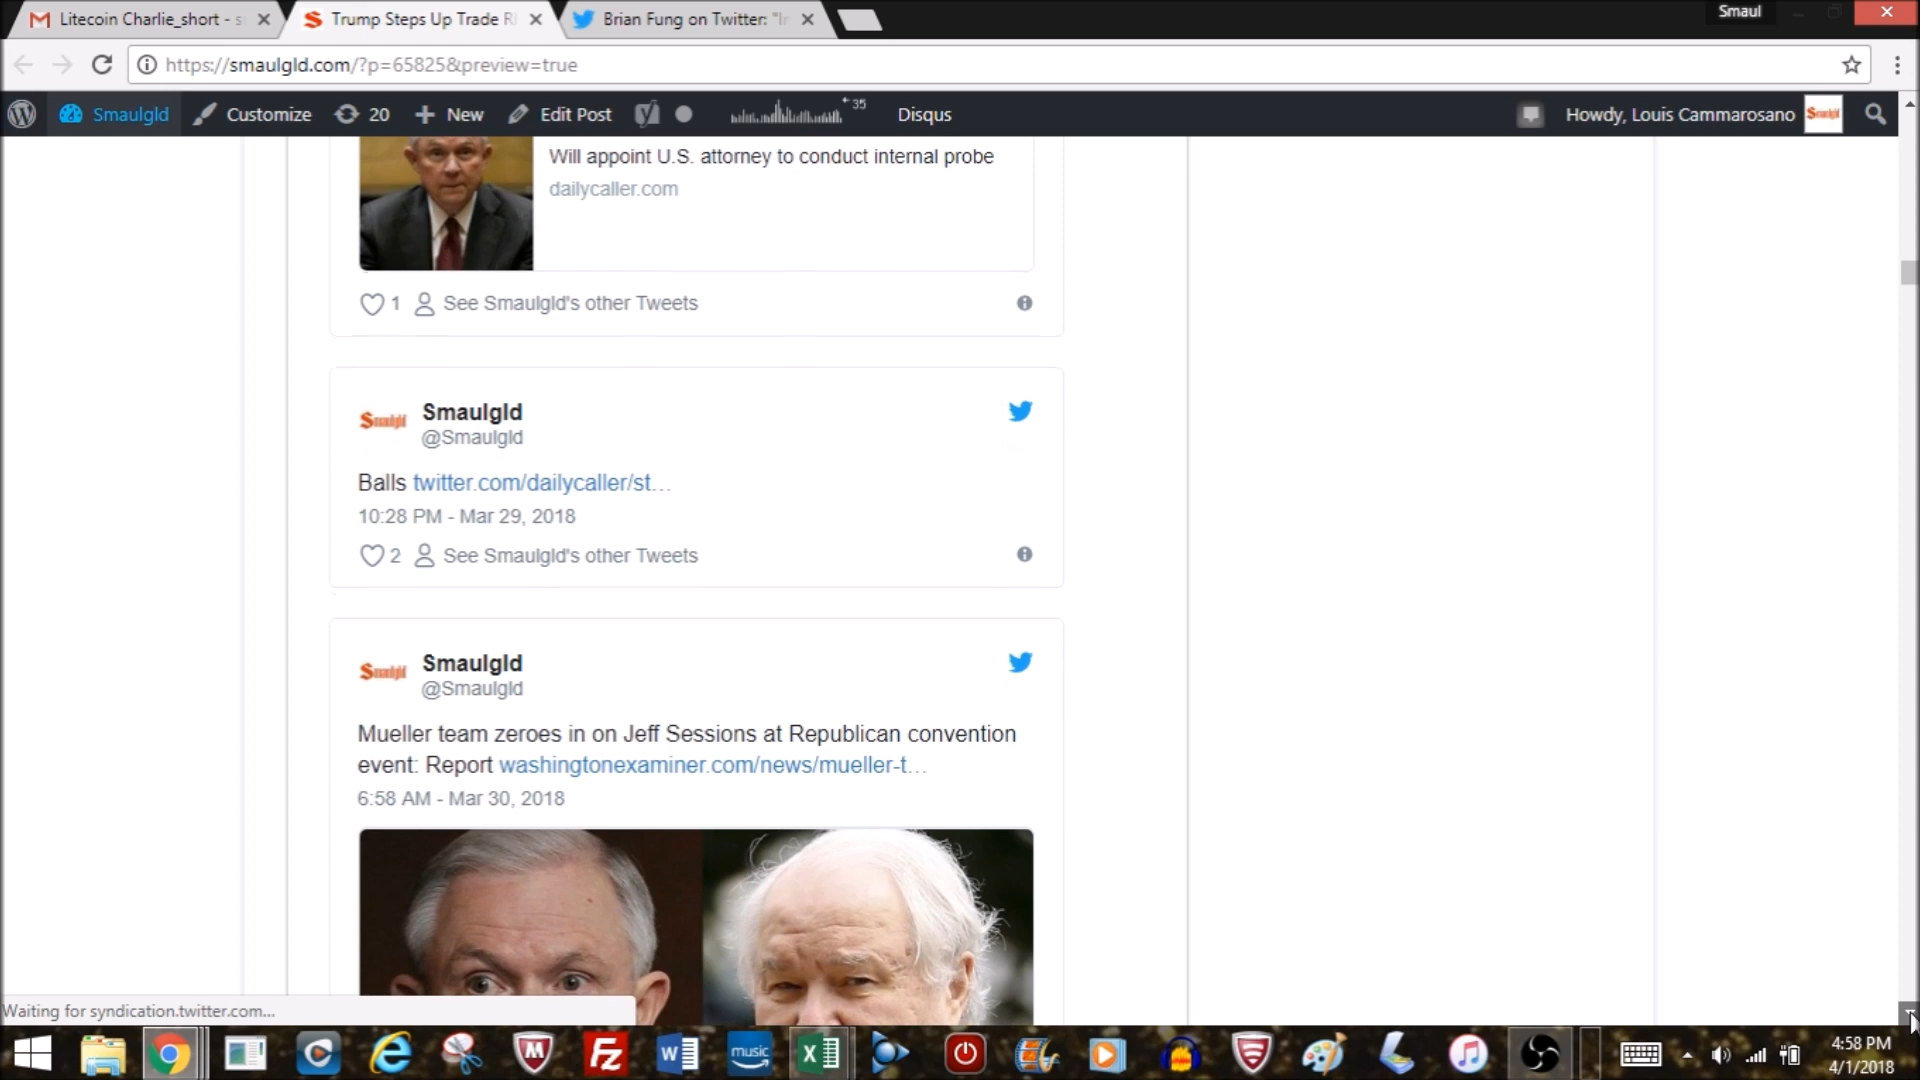 Litecoin Charlie_short - s
Trump Steps Up Trade R
Brian Fung on Twitter: "I
Smaul
https://smaulgld.com/?p=65825&preview=true
Smaulgld
Customize
20
New
Edit Post
35
Disqus
Howdy, Louis Cammarosano
Smaulgld
Will appoint U.S. attorney to conduct internal probe
dailycaller.com
1 See Smaulgld's other Tweets
Smaulgld
Smaulgld
@Smaulgld
Balls twitter.com/dailycaller/st…
10:28 PM - Mar 29, 2018
2 See Smaulgld's other Tweets
Smaulgld
Smaulgld
@Smaulgld
Mueller team zeroes in on Jeff Sessions at Republican convention
event: Report washingtonexaminer.com/news/mueller-t…
6:58 AM - Mar 30, 2018
Waiting for syndication.twitter.com...
music
4:58 PM
4/1/2018